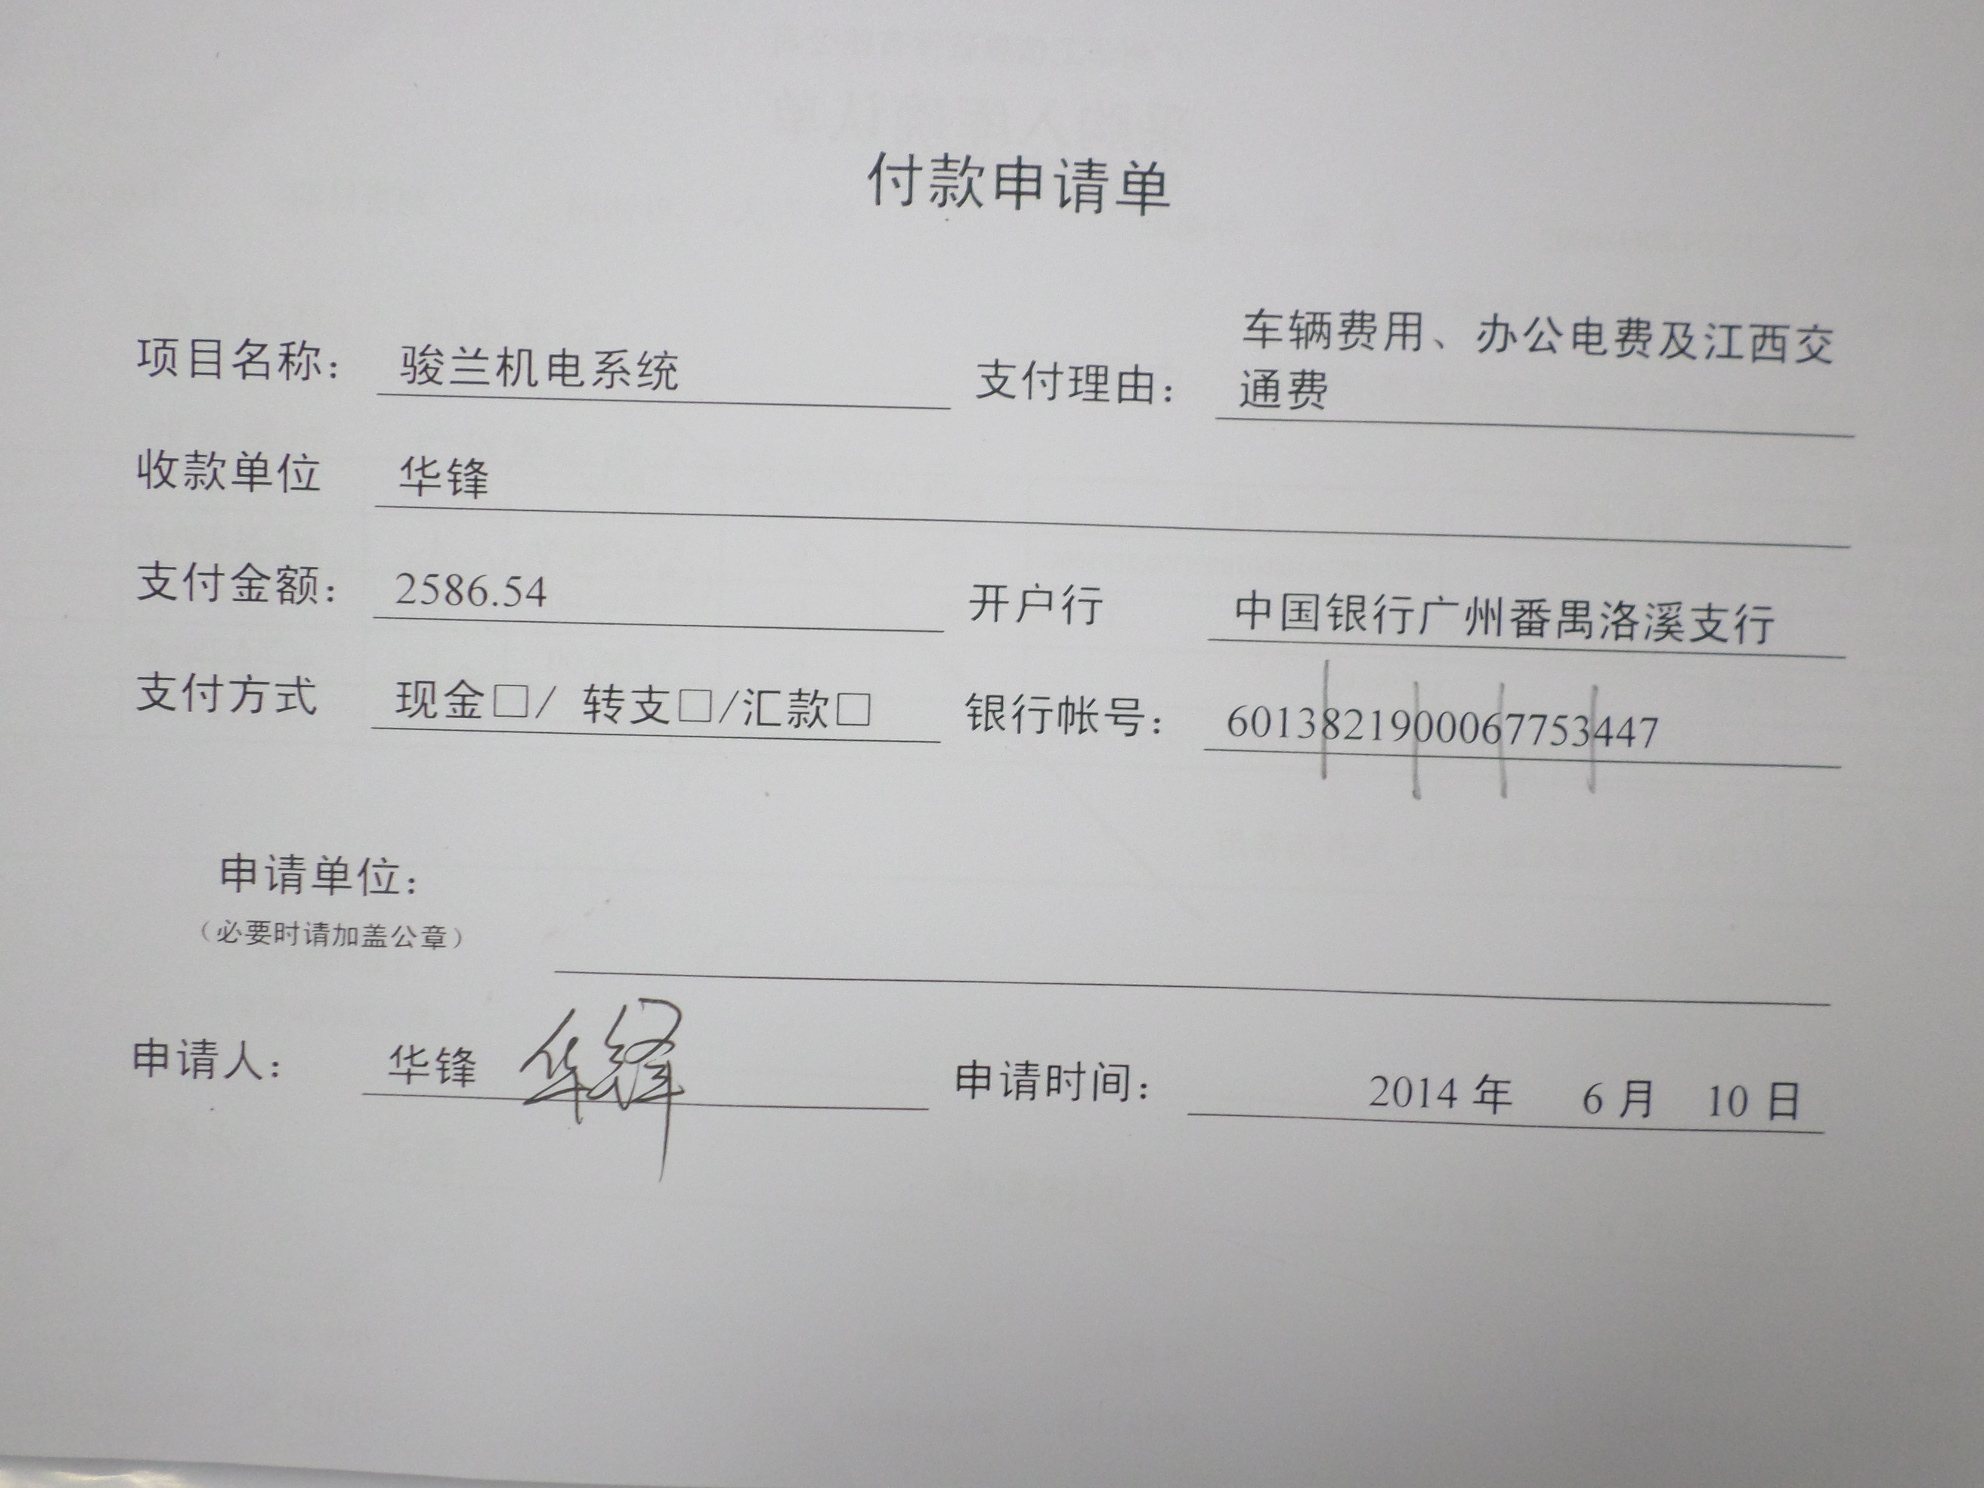 付款申请单
项目名称： 骏兰机电系统 支付理由： 车辆费用、办公电费及江西交
通费
收款单位 华锋
支付金额： 2586.54 开户行 中国银行广州番禺洛溪支行
支付方式 现金□/ 转支□/汇款□ 银行帐号： 6013821900067753447
申请单位：
（必要时请加盖公章）
申请人： 华锋 华锋 申请时间： 2014 年 6 月 10 日